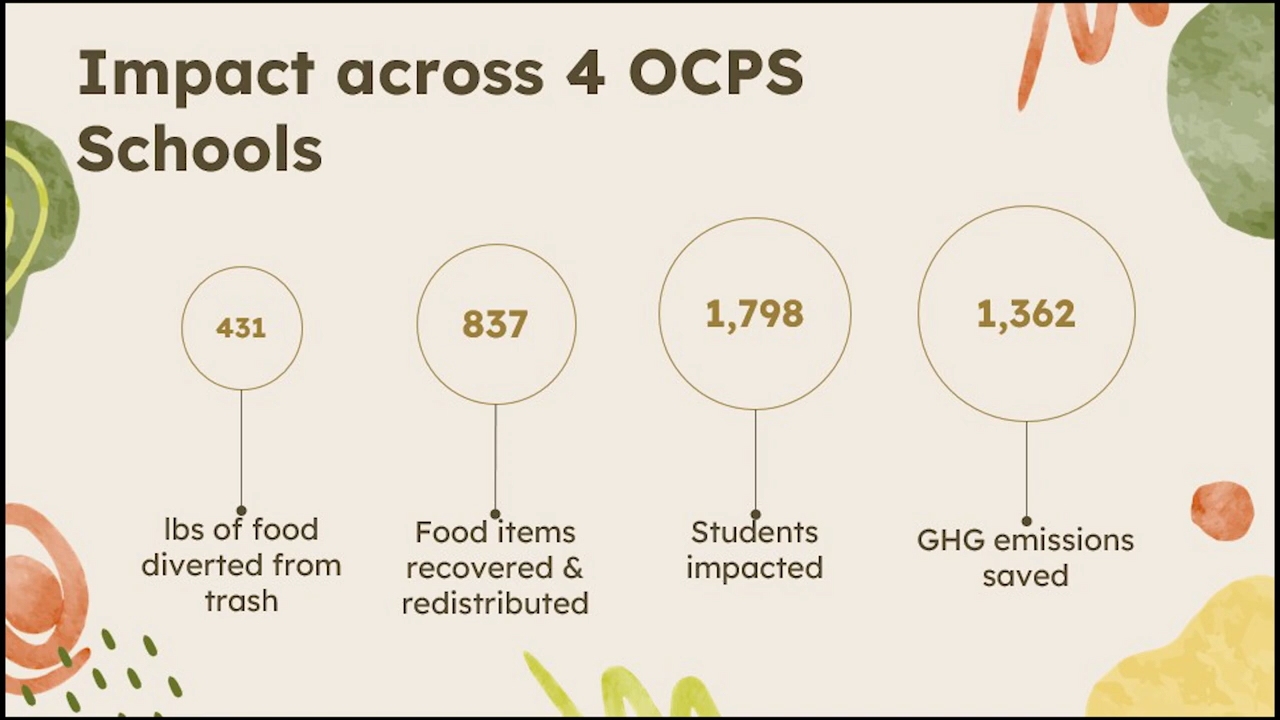 Impact across 4 OCPS
Schools
431
837
1,798
1,362
lbs of food
diverted from
trash
Food items
recovered &
redistributed
Students
impacted
GHG emissions
saved